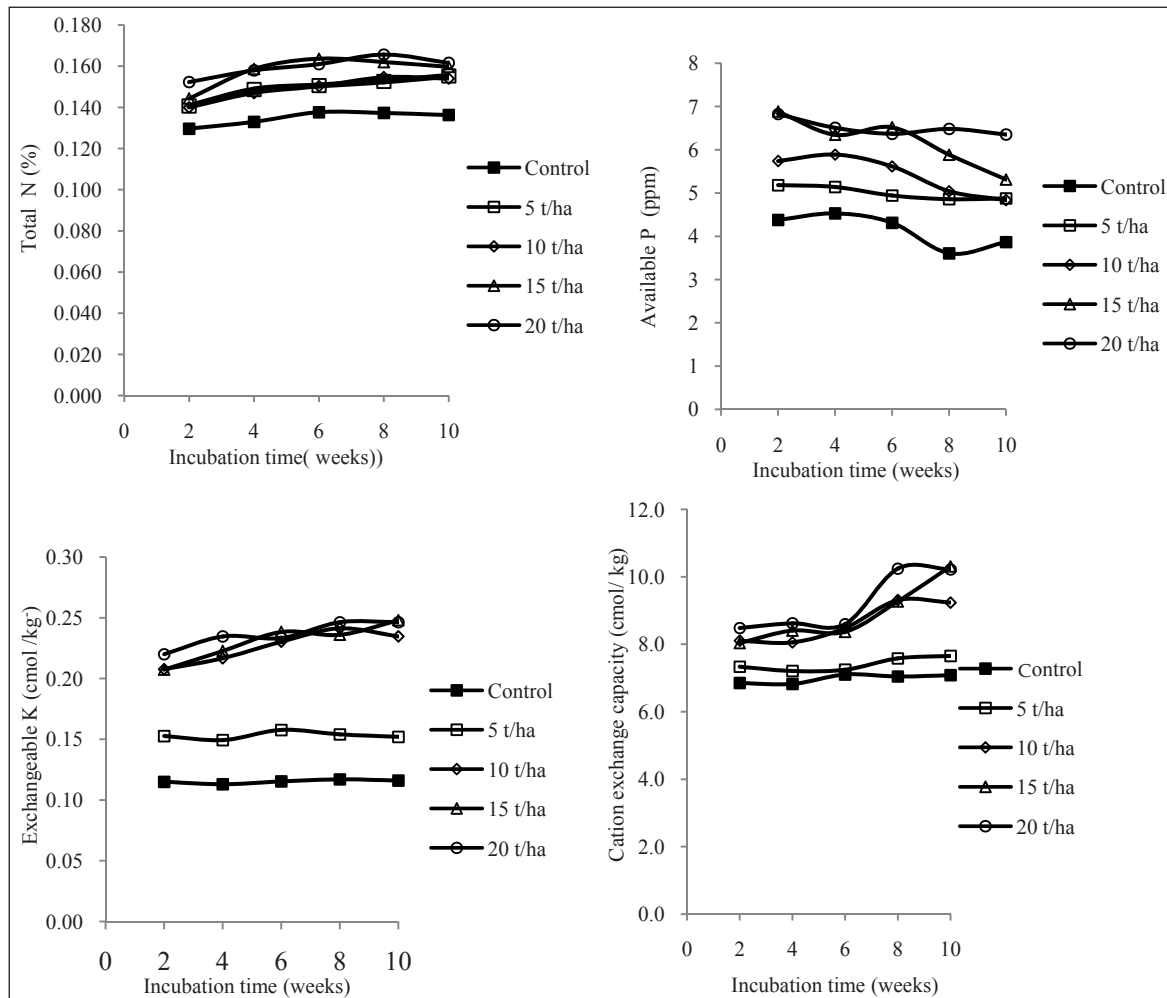 0.180
0.160
0.140
0.120
0.100
0.080
0.060
0.040
0.020
0.000
0 2 4 6 8 10
Total N (%)
Incubation time( weeks))
Control
5 t/ha
10 t/ha
15 t/ha
20 t/ha
8
7
6
5
4
3
2
1
0
0 2 4 6 8 10
Available P (ppm)
Incubation time (weeks)
Control
5 t/ha
10 t/ha
15 t/ha
20 t/ha
0.30
0.25
0.20
0.15
0.10
0.05
0.00
0 2 4 6 8 10
Exchangeable K (cmol /kg-)
Incubation time (weeks)
Control
5 t/ha
10 t/ha
15 t/ha
20 t/ha
12.0
10.0
8.0
6.0
4.0
2.0
0.0
0 2 4 6 8 10
Cation exchange capacity (cmol/ kg)
Incubation time (weeks)
Control
5 t/ha
10 t/ha
15 t/ha
20 t/ha